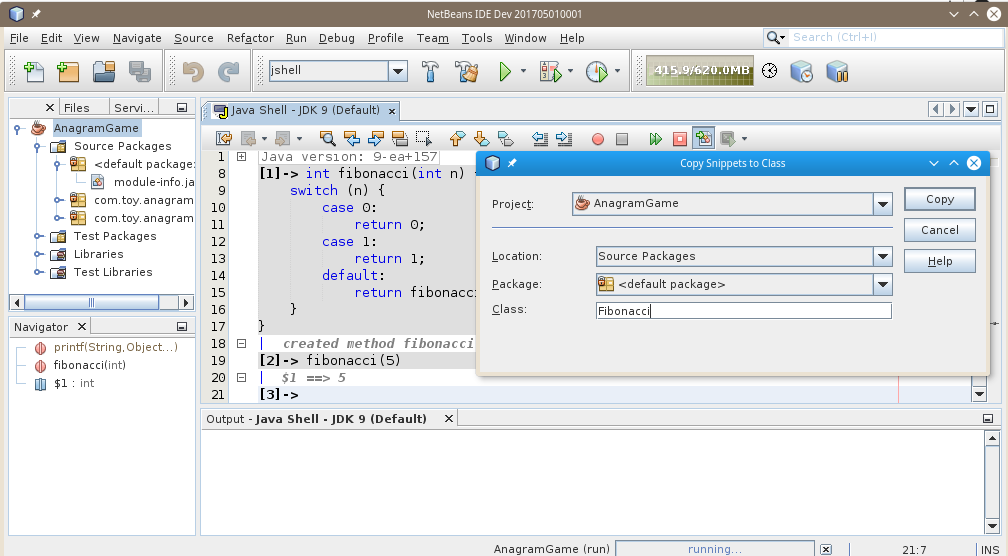 NetBeans IDE Dev 201705010001
File Edit View Navigate Source Refactor Run Debug Profile Team Tools Window Help
Search (Ctrl+I)
jshell
415.9/620.0MB
Files Servi...
AnagramGame
Source Packages
<default package
module-info.ja
com.toy.anagram
com.toy.anagram
Test Packages
Libraries
Test Libraries
Navigator
printf(String,Object...)
fibonacci(int)
$1 : int
Java Shell - JDK 9 (Default)
1 Java version: 9-ea+157
8 [1]-> int fibonacci(int n)
9 switch (n) {
10 case 0:
11 return 0;
12 case 1:
13 return 1;
14 default:
15 return fibonacci
16 }
17 }
18 | created method fibonacci
19 [2]-> fibonacci(5)
20 | $1 ==> 5
21 [3]->
Copy Snippets to Class
Project: AnagramGame
Location: Source Packages
Package: <default package>
Class: Fibonacci
Copy
Cancel
Help
Output - Java Shell - JDK 9 (Default)
AnagramGame (run) running... 21:7 INS